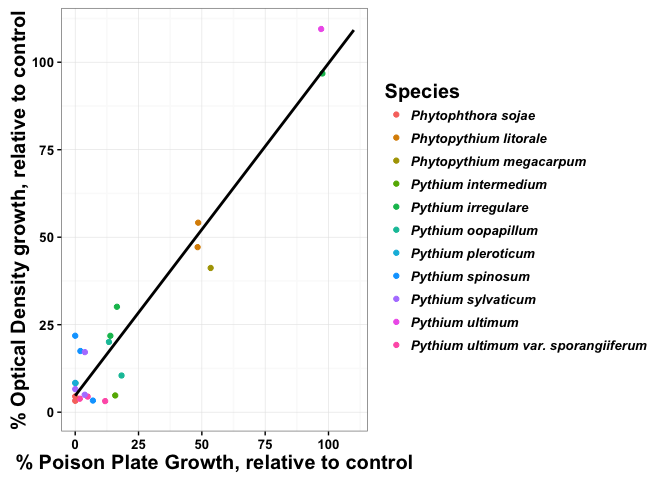 % Optical Density growth, relative to control
100
75
50
25
0
0 25 50 75 100
% Poison Plate Growth, relative to control
Species
Phytophthora sojae
Phytopythium litorale
Phytopythium megacarpum
Pythium intermedium
Pythium irregulare
Pythium oopapillum
Pythium pleroticum
Pythium spinosum
Pythium sylvaticum
Pythium ultimum
Pythium ultimum var. sporangiiferum